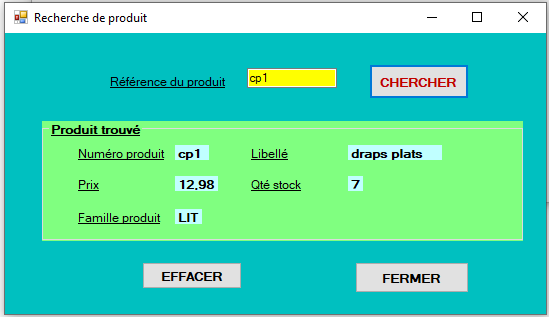 Recherche de produit
Référence du produit cp1 CHERCHER
Produit trouvé
Numéro produit cp1 Libellé draps plats
Prix 12,98 Qté stock 7
Famille produit LIT
EFFACER FERMER